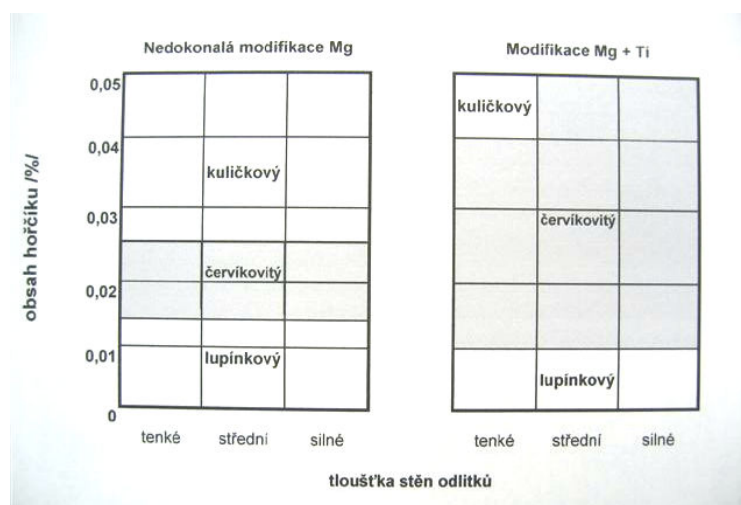 Nedokonalá modifikace Mg
Modifikace Mg + Ti
obsah hořčíku /%/
0,05
0,04
0,03
0,02
0,01
0
kuličkový
červíkovitý
lupínkový
kuličkový
červíkovitý
lupínkový
tenké střední silné
tenké střední silné
tloušťka stěn odlitků